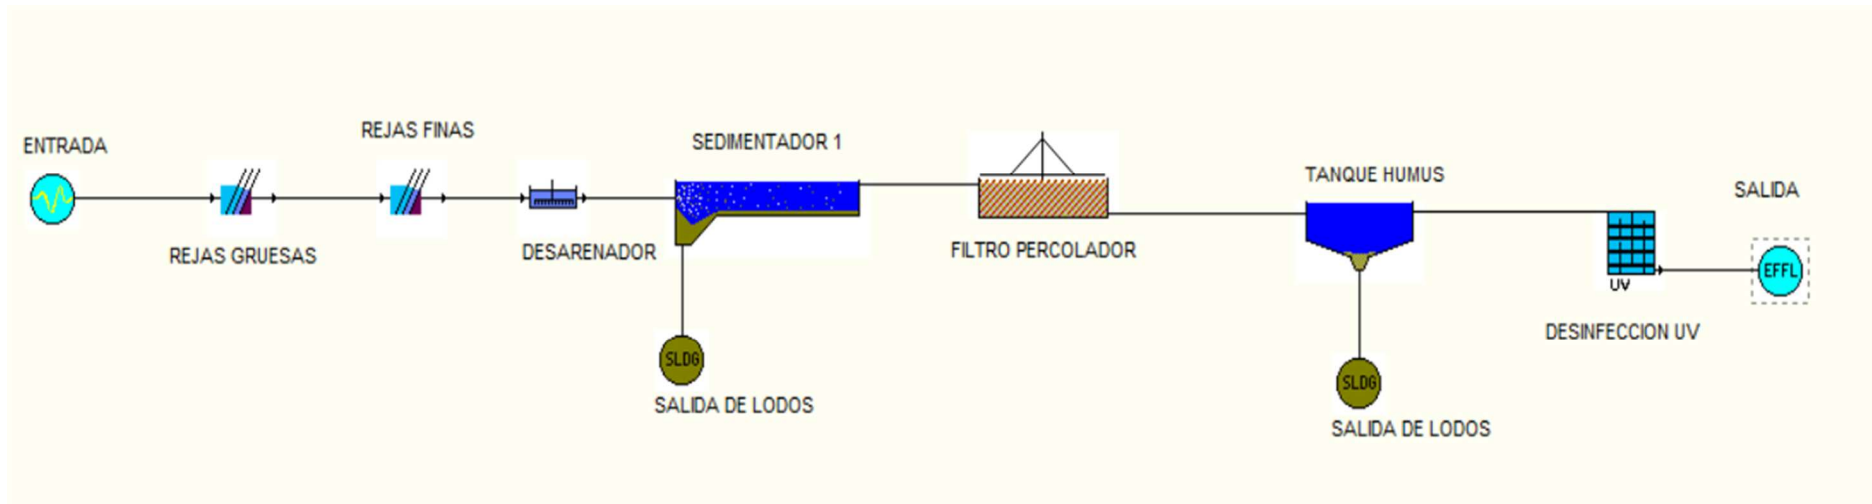 ENTRADA
REJAS GRUESAS
REJAS FINAS
DESARENADOR
SEDIMENTADOR 1
SLDG
SALIDA DE LODOS
FILTRO PERCOLADOR
TANQUE HUMUS
SLDG
SALIDA DE LODOS
UV
DESINFECCION UV
SALIDA
EFFL